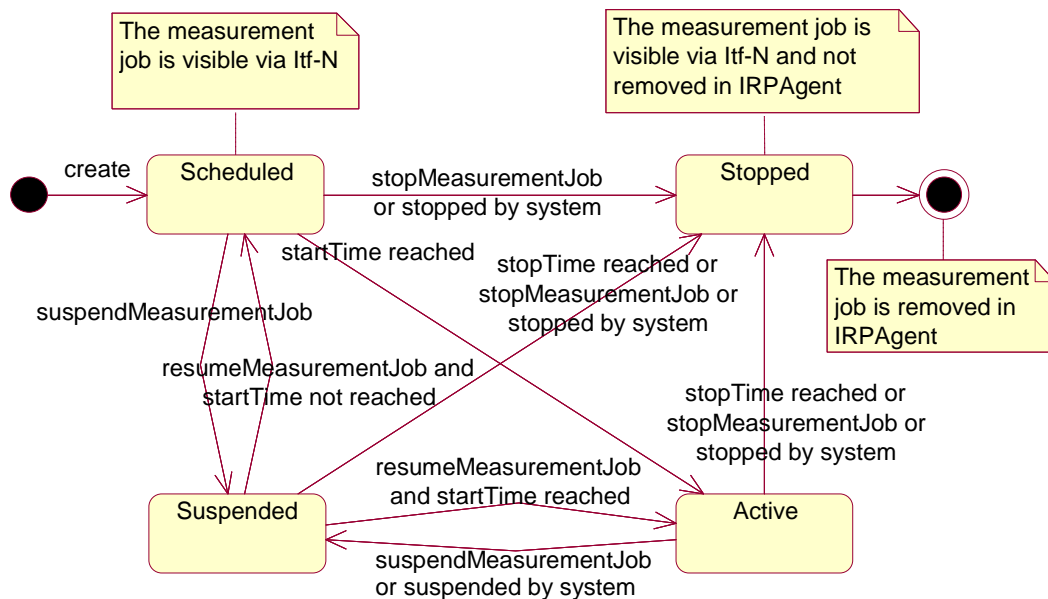 The measurement
job is visible via Itf-N
The measurement job is
visible via Itf-N and not
removed in IRPAgent
create
Scheduled
stopMeasurementJob
or stopped by system
Stopped
startTime reached
stopTime reached or
stopMeasurementJob or
stopped by system
The measurement
job is removed in
IRPAgent
suspendMeasurementJob
resumeMeasurementJob and
startTime not reached
stopTime reached or
stopMeasurementJob or
stopped by system
resumeMeasurementJob
and startTime reached
Suspended
Active
suspendMeasurementJob
or suspended by system